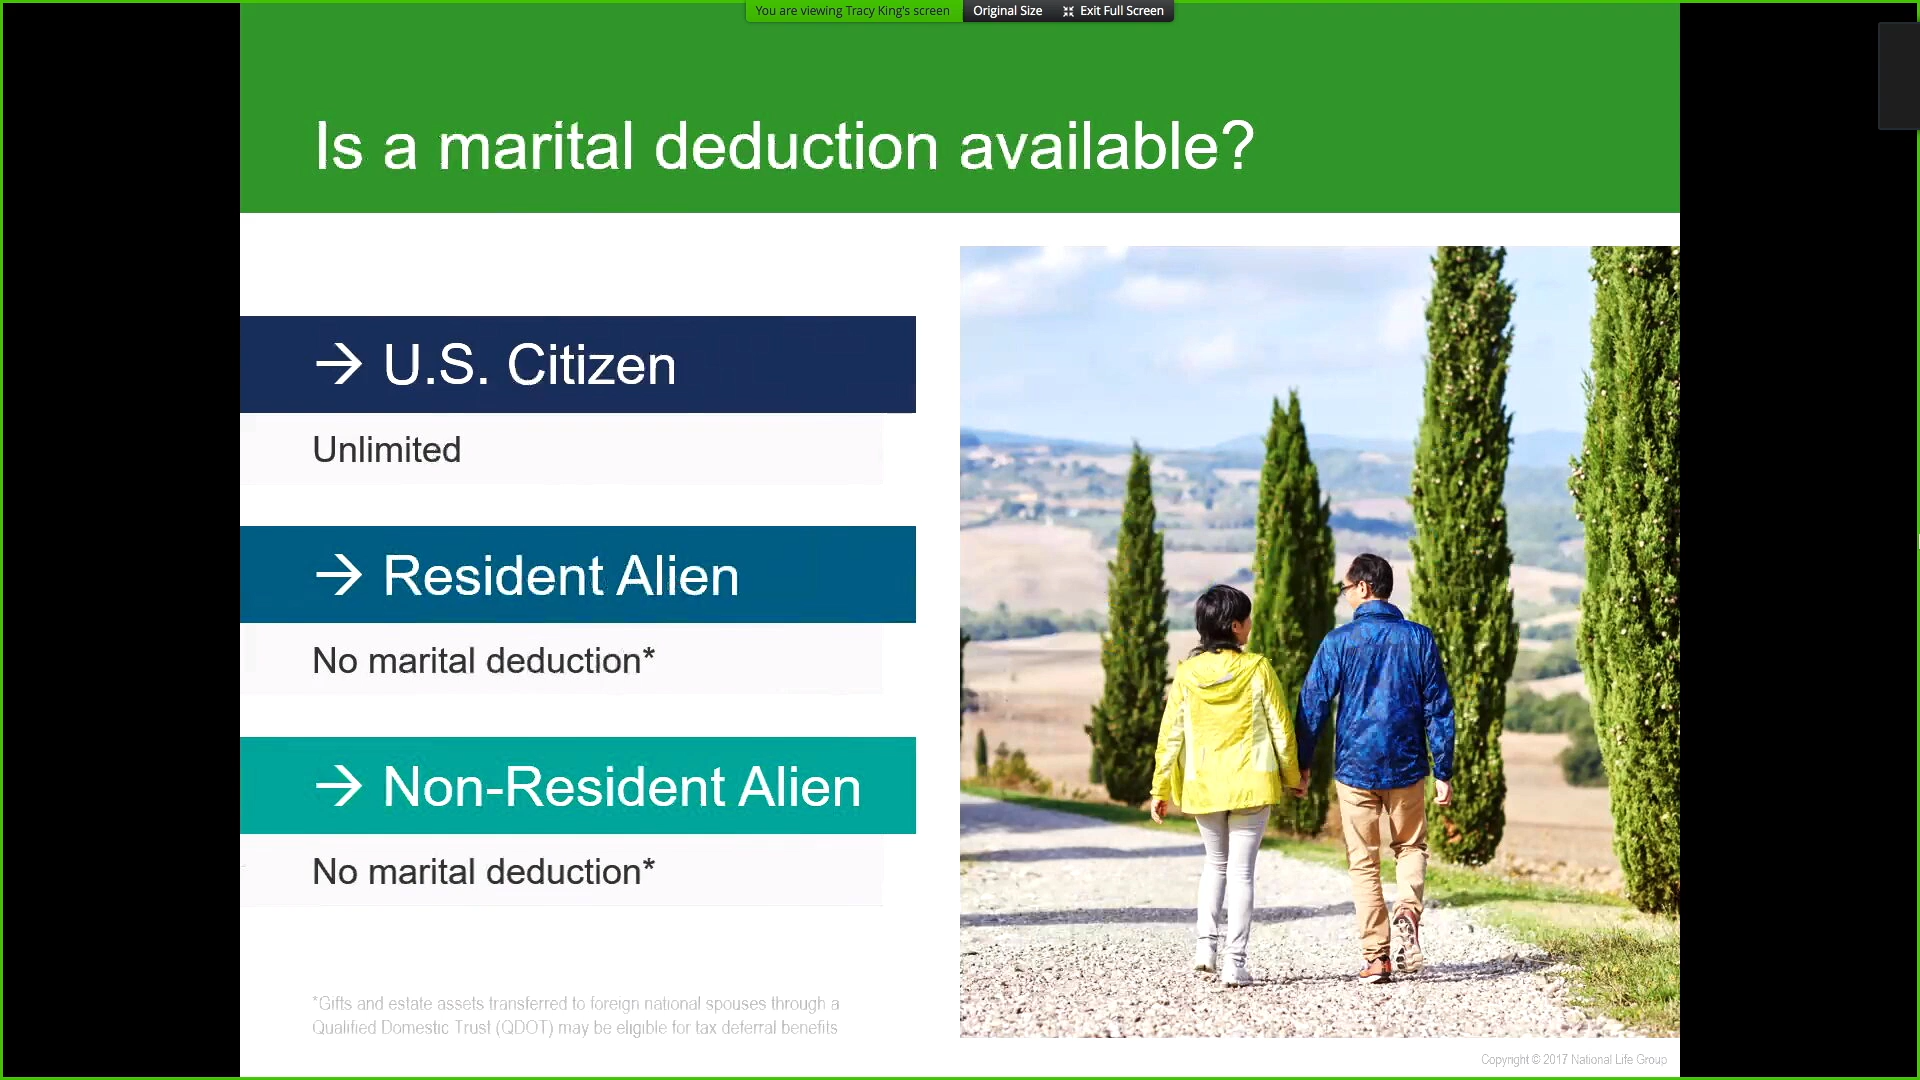 You are viewing Tracy King's screen
Original Size
Exit Full Screen
Is a marital deduction available?
→ U.S. Citizen
Unlimited
→ Resident Alien
No marital deduction*
→ Non-Resident Alien
No marital deduction*
*Gifts and estate assets transferred to foreign national spouses through a
Qualified Domestic Trust (QDOT) may be eligible for tax deferral benefits
Copyright © 2017 National Life Group